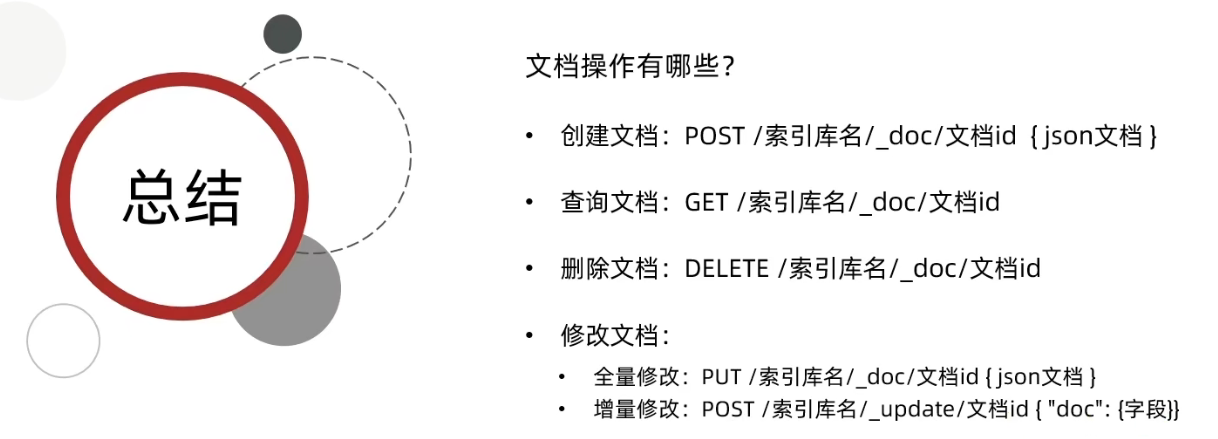 总结
文档操作有哪些？
• 创建文档：POST /索引库名/_doc/文档id { json文档 }
• 查询文档：GET /索引库名/_doc/文档id
• 删除文档：DELETE /索引库名/_doc/文档id
• 修改文档：
• 全量修改：PUT /索引库名/_doc/文档id { json文档 }
• 增量修改：POST /索引库名/_update/文档id { "doc": {字段}}